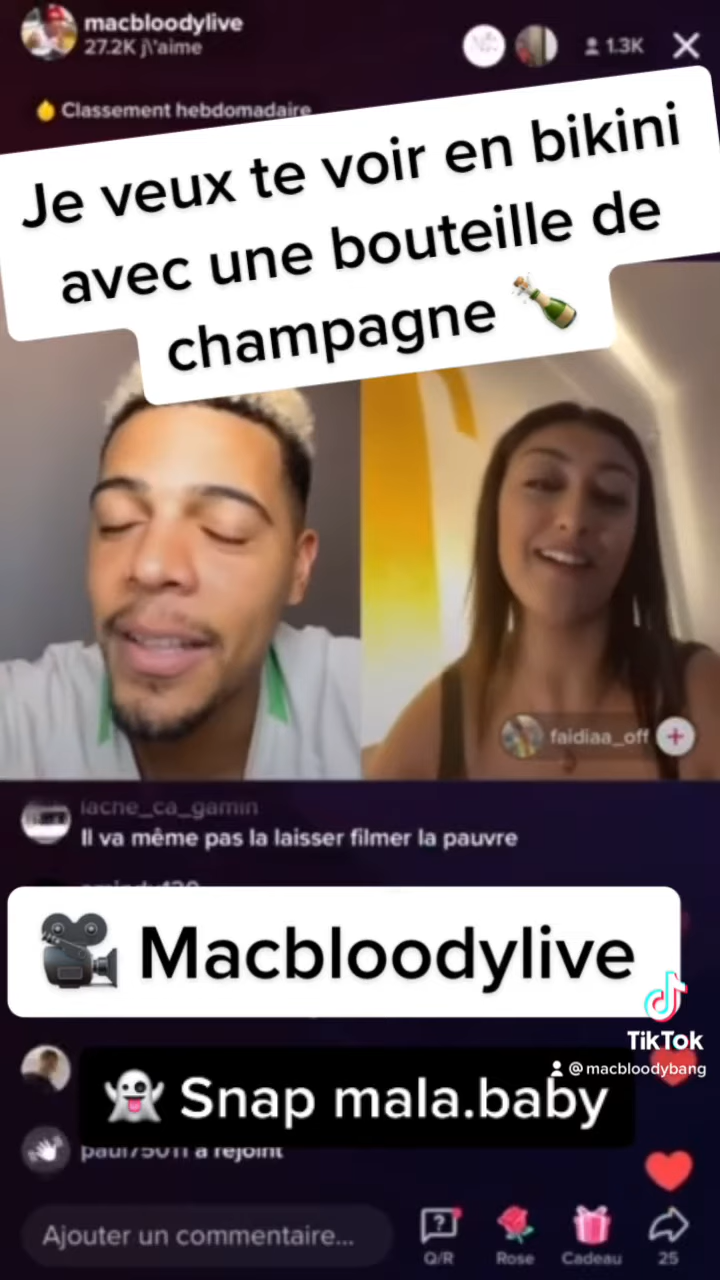 macbloodylive
27.2K j\'aime
1.3K
Classement hebdomadaire
Je veux te voir en bikini
avec une bouteille de
champagne
faidiaa_off
lache_ca_gamin
Il va même pas la laisser filmer la pauvre
Macbloodylive
TikTok
@macbloodybang
Snap mala.baby
paul75011 a rejoint
Ajouter un commentaire...
Q/R
Rose
Cadeau
25